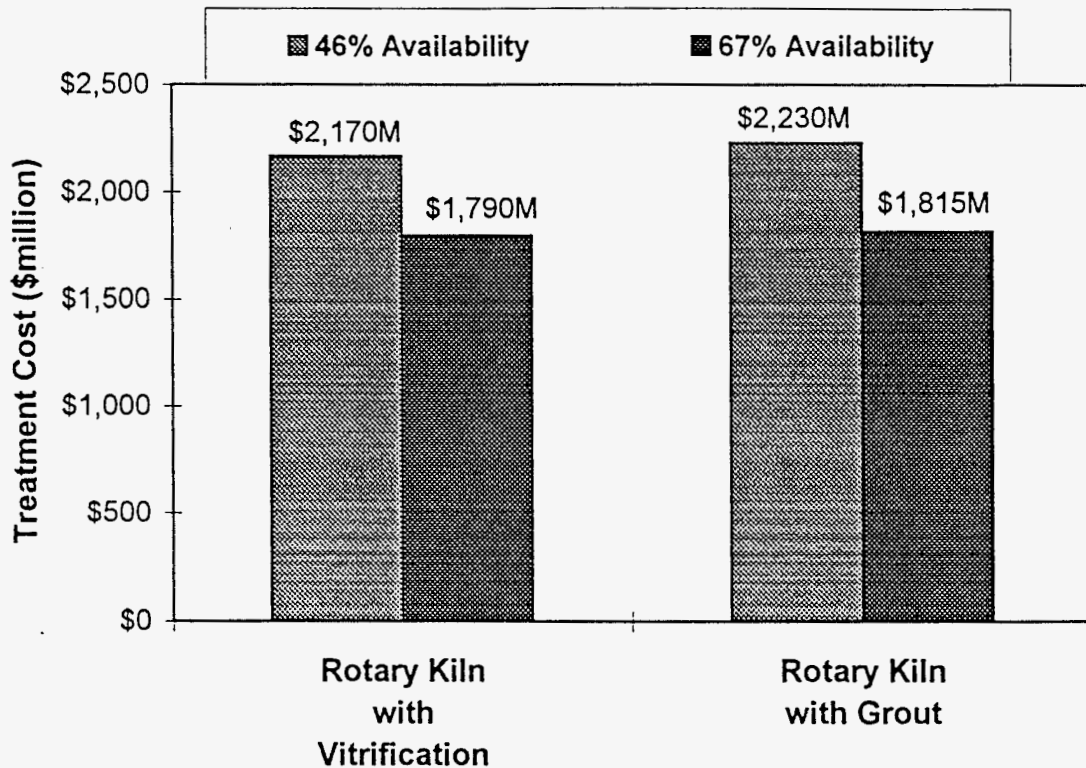 46% Availability
67% Availability
$2,500
$2,000
$1,500
$1,000
$500
$0
Treatment Cost ($million)
$2,170M
$1,790M
$2,230M
$1,815M
Rotary Kiln
with
Vitrification
Rotary Kiln
with Grout